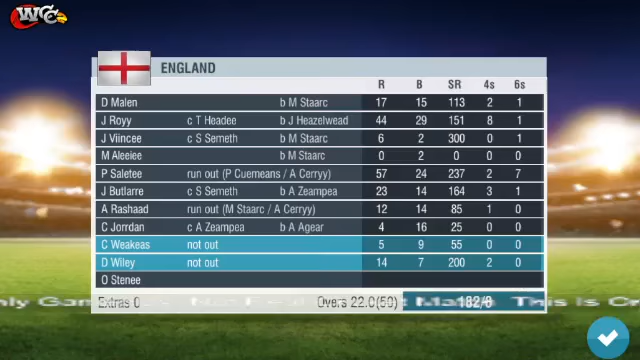 WCC
ENGLAND
R B SR 4s 6s
D Malen b M Staarc 17 15 113 2 1
J Royy c T Headee b J Heazelwead 44 29 151 8 1
J Viincee c S Semeth b M Staarc 6 2 300 0 1
M Aleeiee b M Staarc 0 2 0 0 0
P Saletee run out (P Cuemeans / A Cerryy) 57 24 237 2 7
J Butlarre c S Semeth b A Zeampea 23 14 164 3 1
A Rashaad run out (M Staarc / A Cerryy) 12 14 85 1 0
C Jorrdan c A Zeampea b A Agear 4 16 25 0 0
C Weakeas not out 5 9 55 0 0
D Wiley not out 14 7 200 2 0
O Stenee
Match This Is
Extras 0 Overs 22.0(50) 182/8